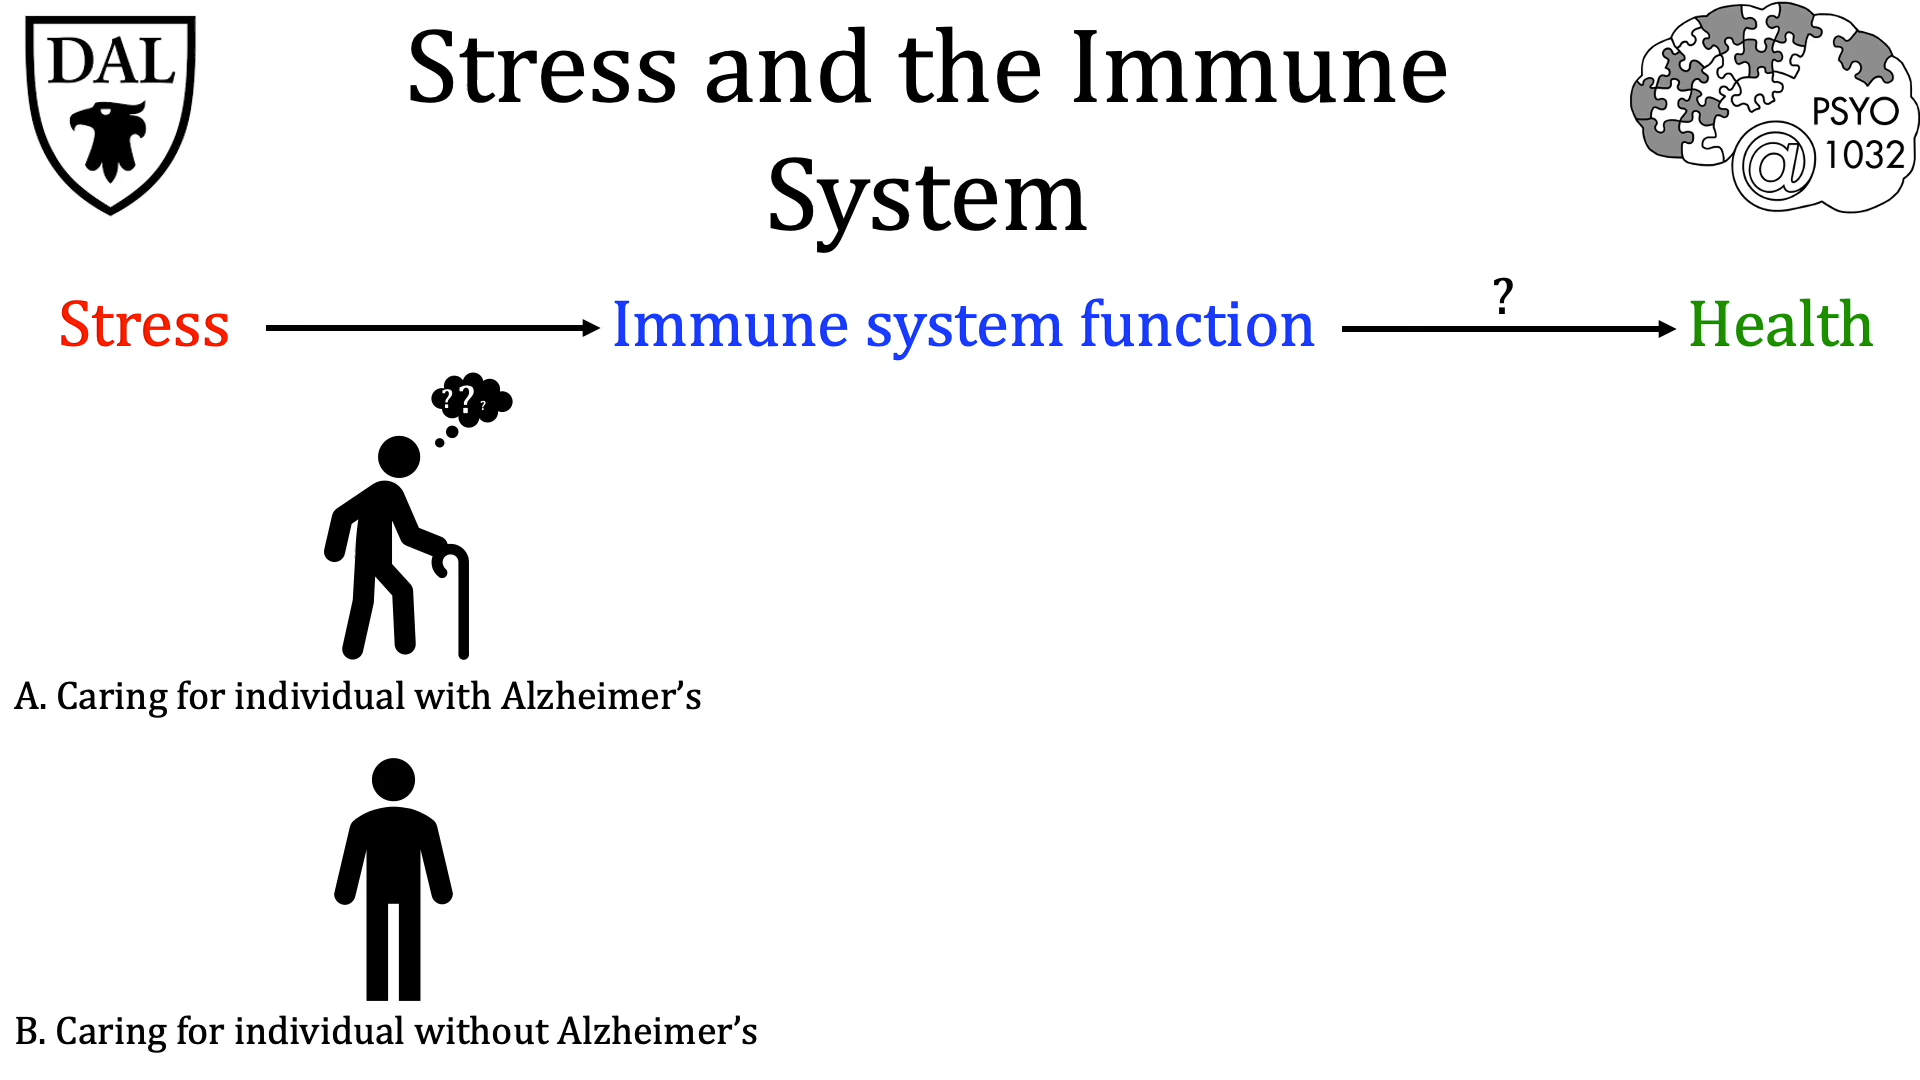 DAL
Stress and the Immune
System
PSYO
@ 1032
Stress
Immune system function
?
Health
? ? ?
A. Caring for individual with Alzheimer’s
B. Caring for individual without Alzheimer’s